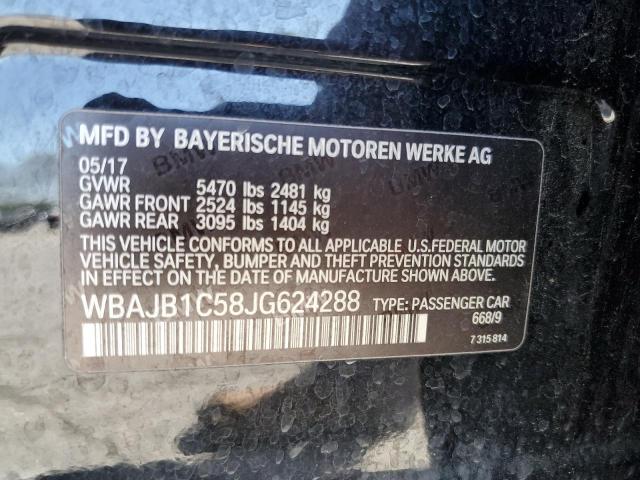 MFD BY BAYERISCHE MOTOREN WERKE AG
05/17
GVWR 5470 lbs 2481 kg
GAWR FRONT 2524 lbs 1145 kg
GAWR REAR 3095 lbs 1404 kg
THIS VEHICLE CONFORMS TO ALL APPLICABLE U.S.FEDERAL MOTOR
VEHICLE SAFETY, BUMPER AND THEFT PREVENTION STANDARDS
IN EFFECT ON THE DATE OF MANUFACTURE SHOWN ABOVE.
WBAJB1C58JG624288 TYPE: PASSENGER CAR
668/9
7 315 814